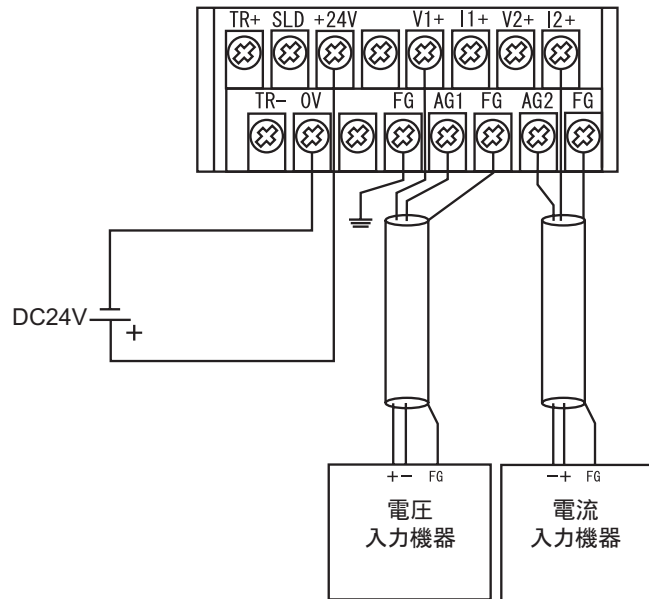 TR+ SLD +24V V1+ I1+ V2+ I2+
TR- 0V FG AG1 FG AG2 FG
DC24V
+
+- FG
電圧
入力機器
-+ FG
電流
入力機器